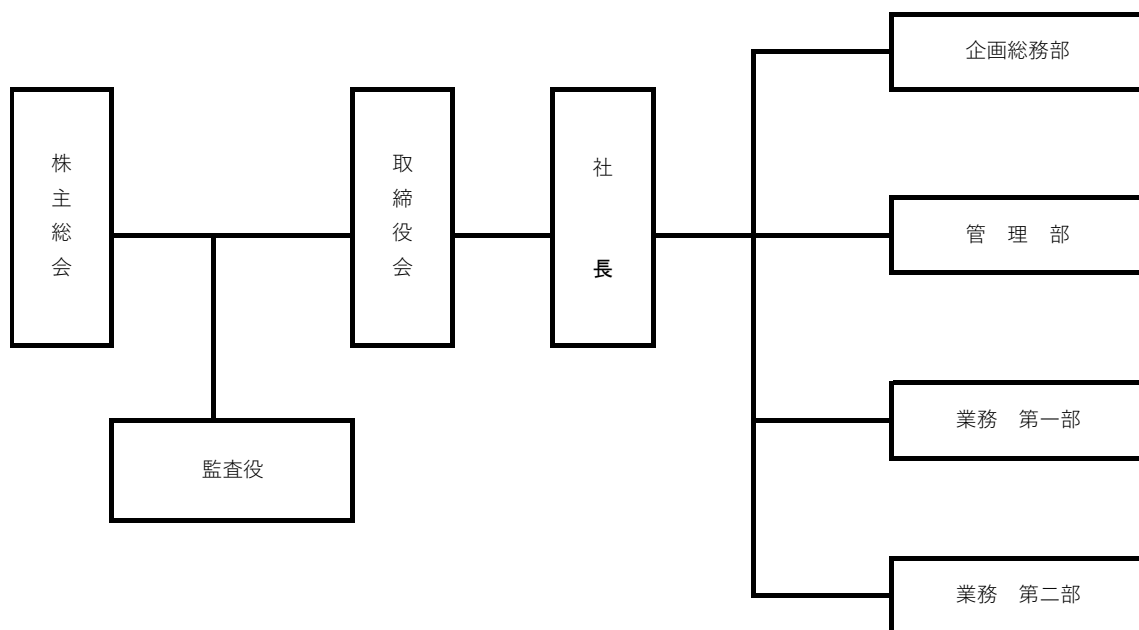 株主総会
取締役会
社長
監査役
企画総務部
管　理　部
業務　第一部
業務　第二部